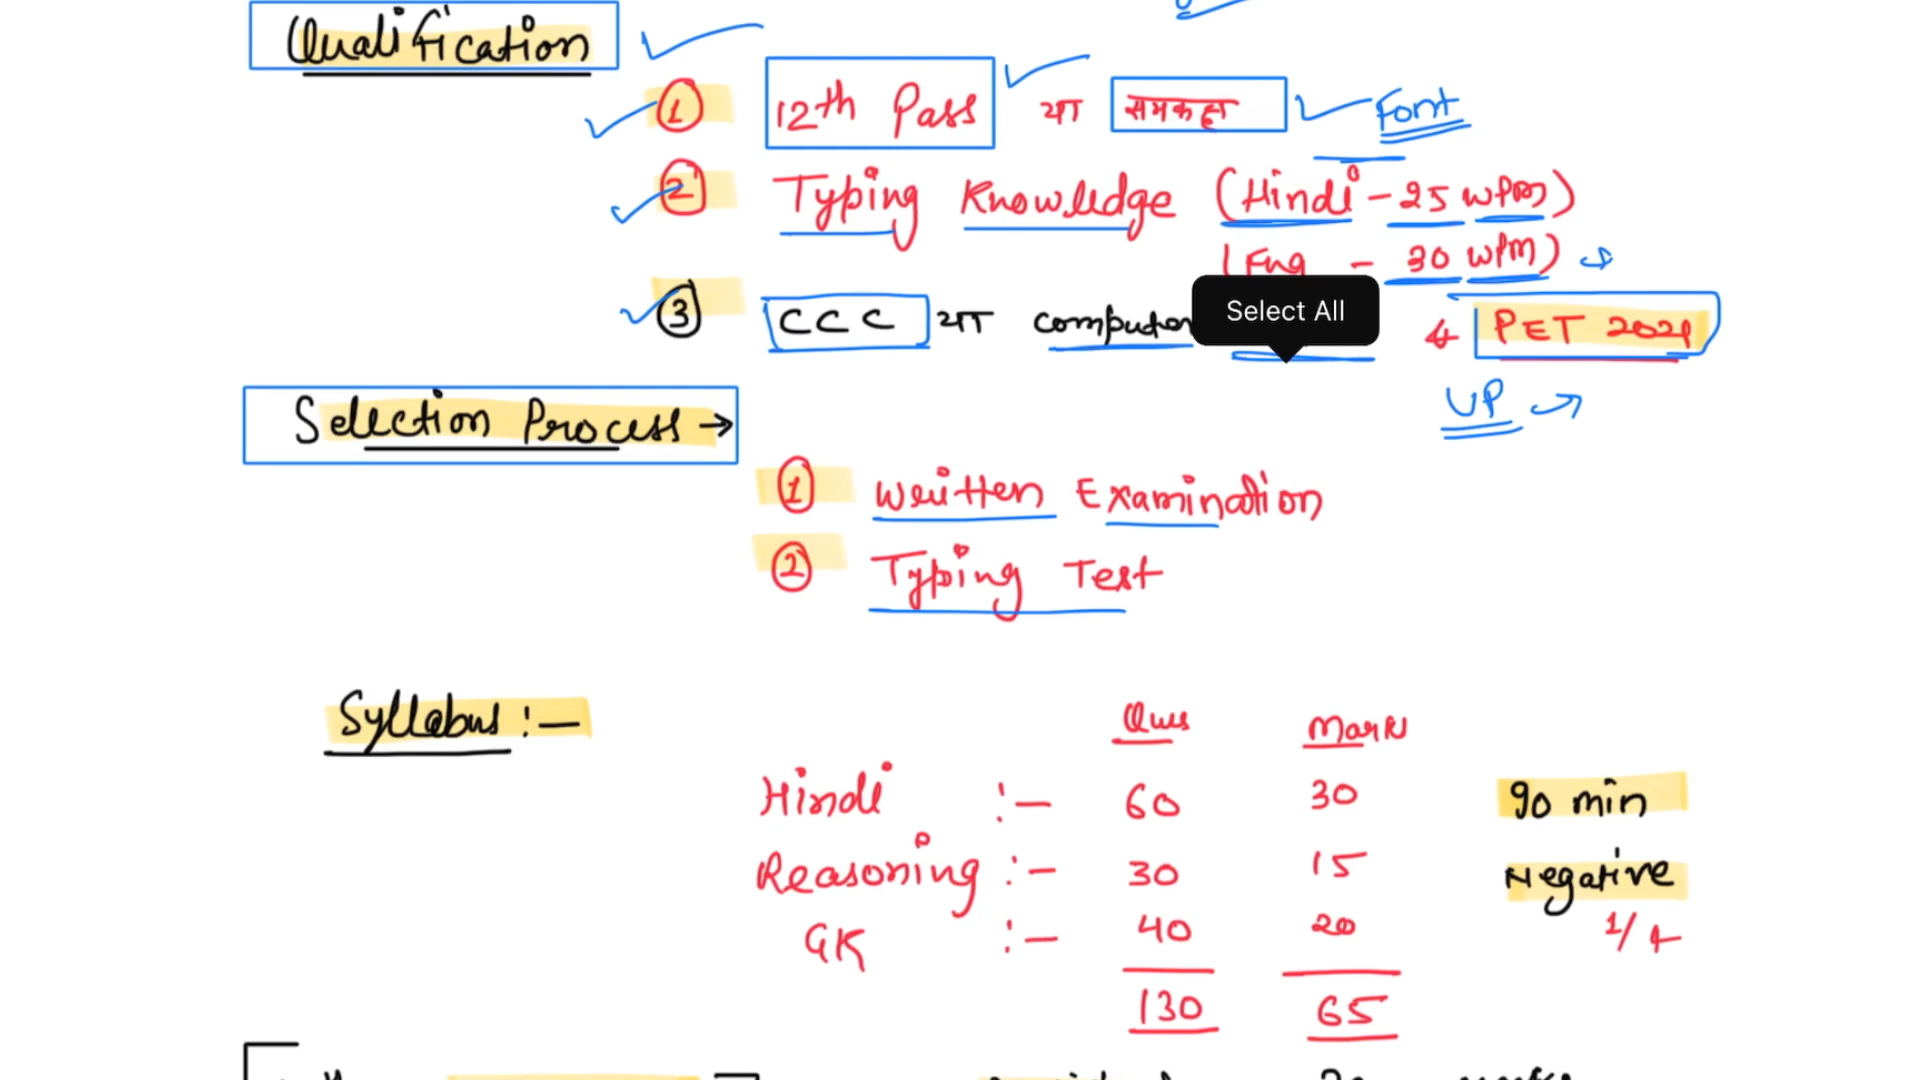 Qualification
① 12th Pass या समकक्ष Font
② Typing Knowledge (Hindi - 25 wpm)
(Eng - 30 wpm)
③ CCC या computer
Select All
& PET 2021
UP
Selection Process →
① Written Examination
② Typing Test
Syllabus :-
Ques Marks
Hindi :- 60 30 90 min
Reasoning :- 30 15 Negative
GK :- 40 20 1/4
130 65